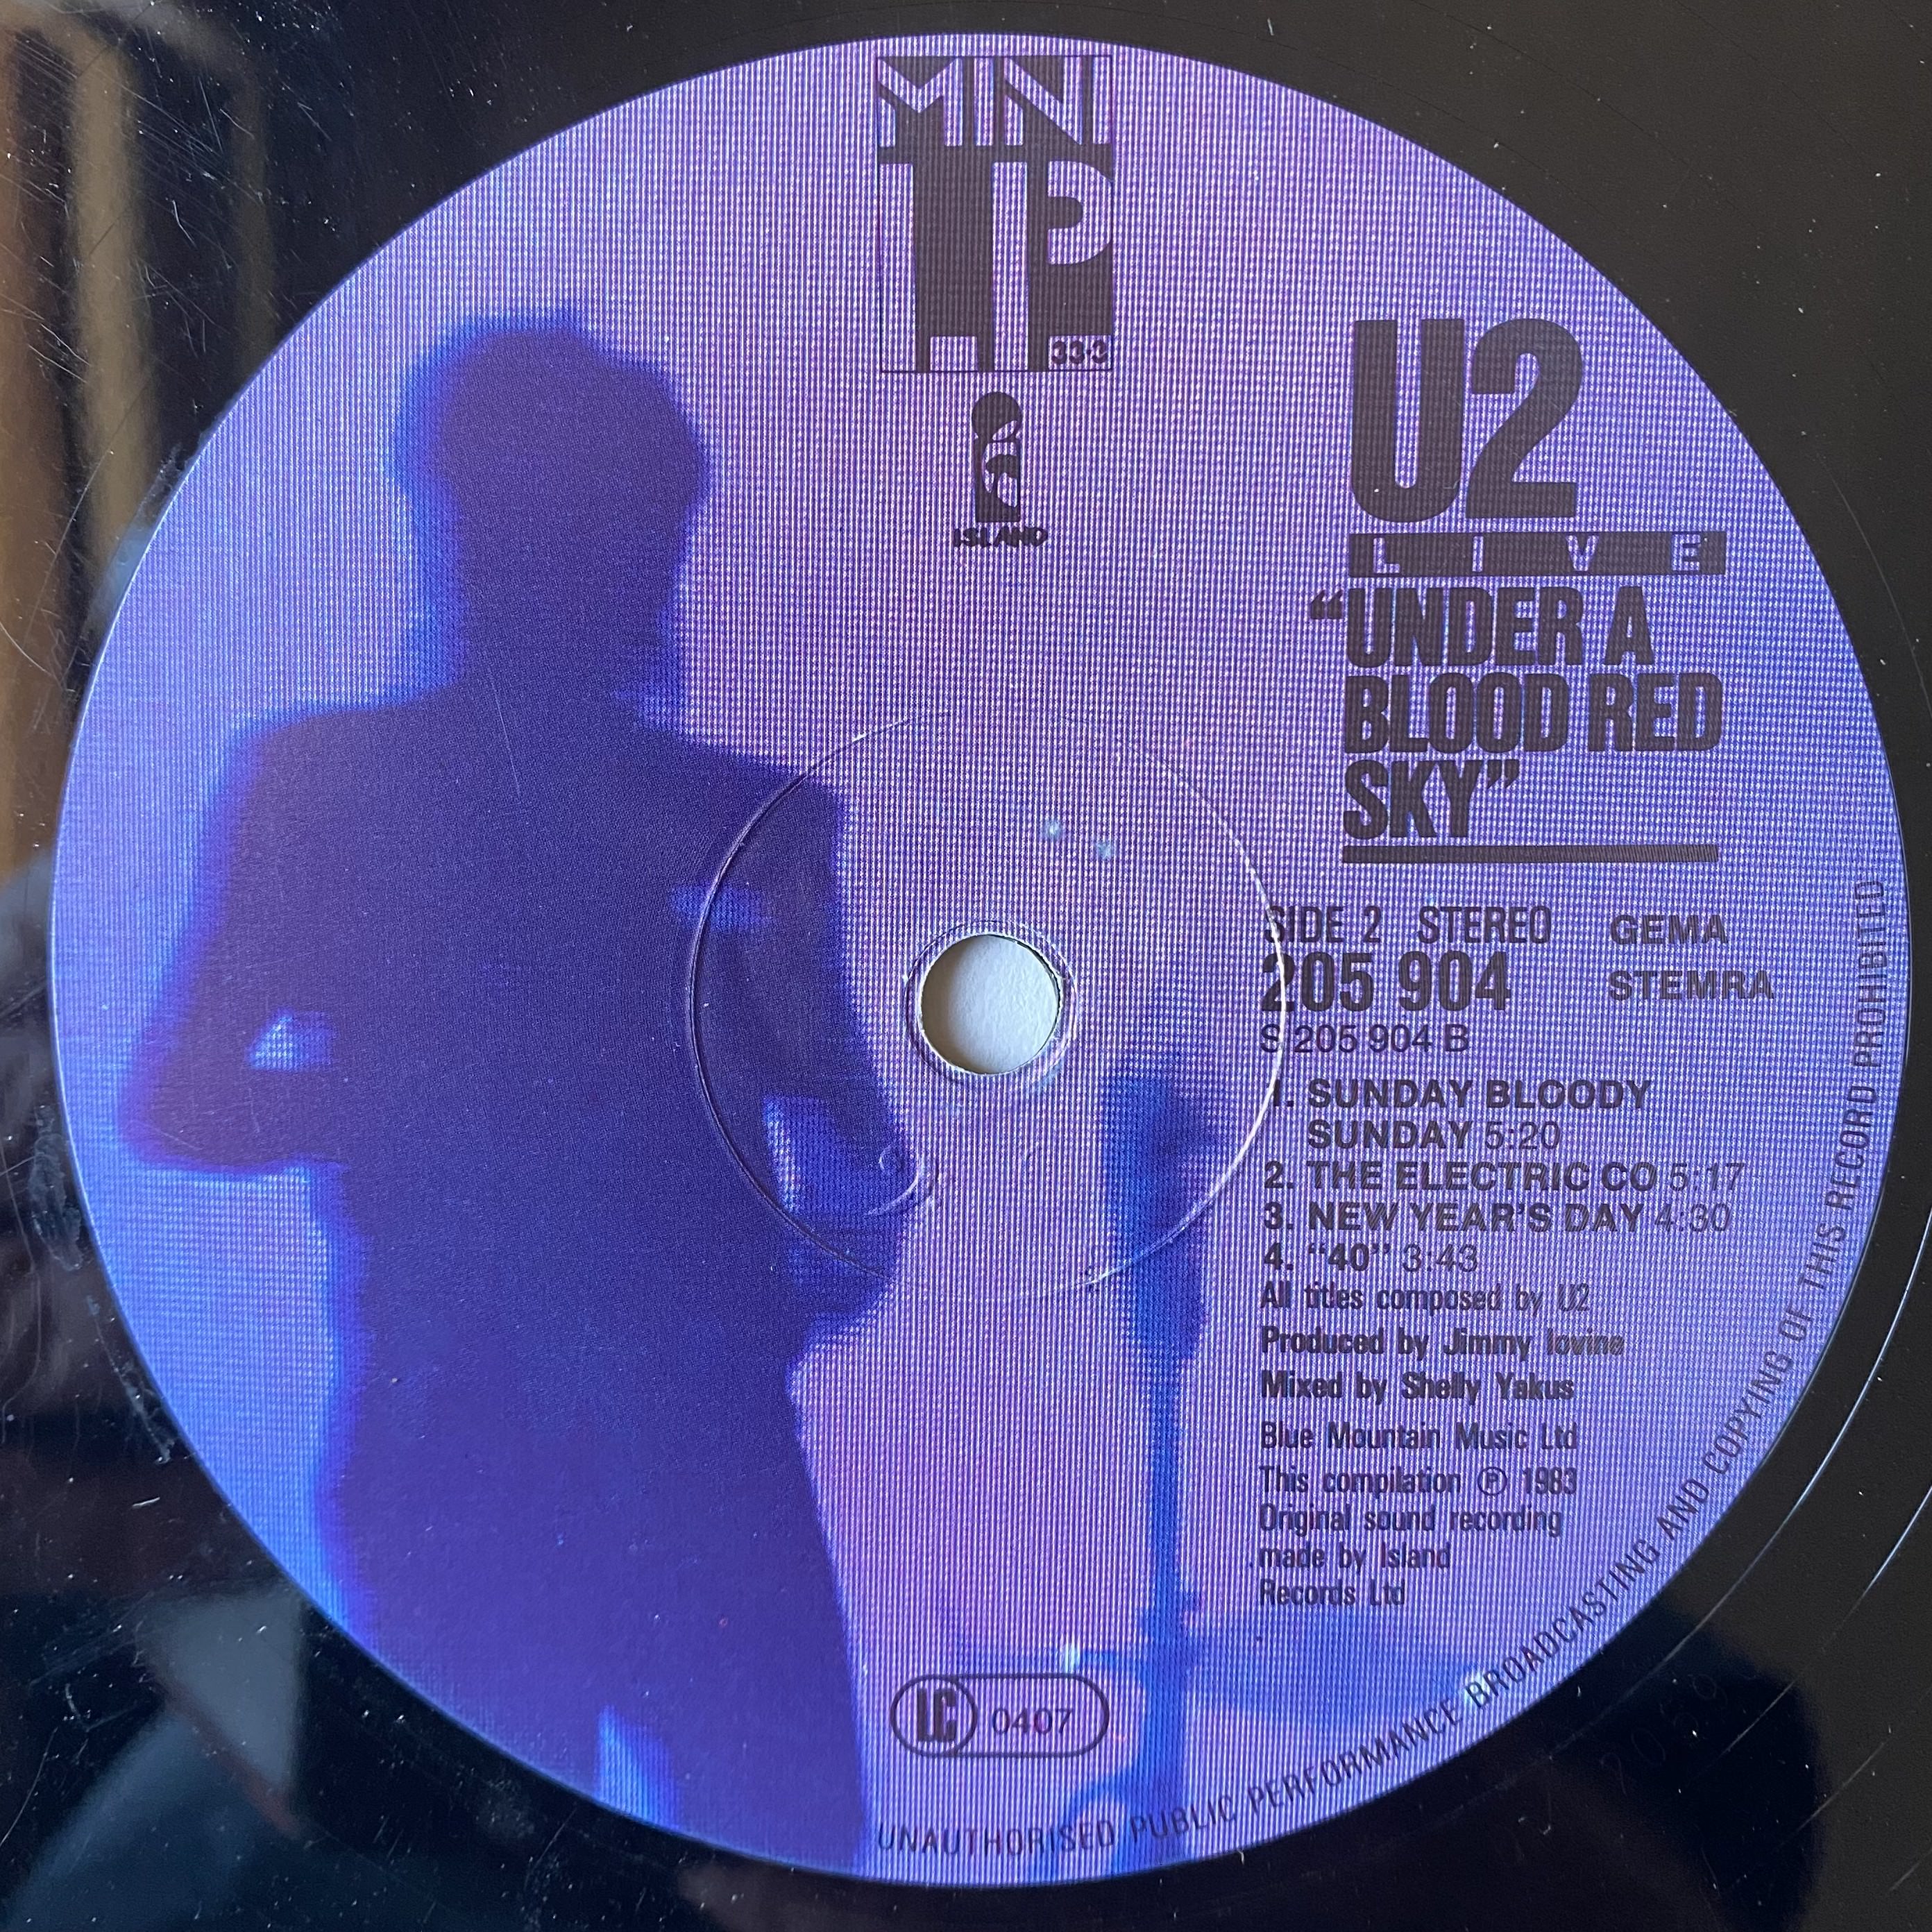 MINI
LP
33·3
ISLAND
U2
LIVE
“UNDER A
BLOOD RED
SKY”
SIDE 2 STEREO GEMA
205 904 STEMRA
S 205 904 B
1. SUNDAY BLOODY
SUNDAY 5:20
2. THE ELECTRIC CO 5:17
3. NEW YEAR'S DAY 4:30
4. “40” 3:43
All titles composed by U2
Produced by Jimmy Iovine
Mixed by Shelly Yakus
Blue Mountain Music Ltd
This compilation Ⓟ 1983
Original sound recording
made by Island
Records Ltd
LC 0407
UNAUTHORISED PUBLIC PERFORMANCE BROADCASTING AND COPYING OF THIS RECORD PROHIBITED